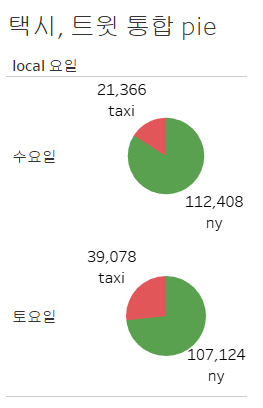 택시, 트윗 통합 pie
local 요일
21,366
taxi
수요일
112,408
ny
39,078
taxi
토요일
107,124
ny